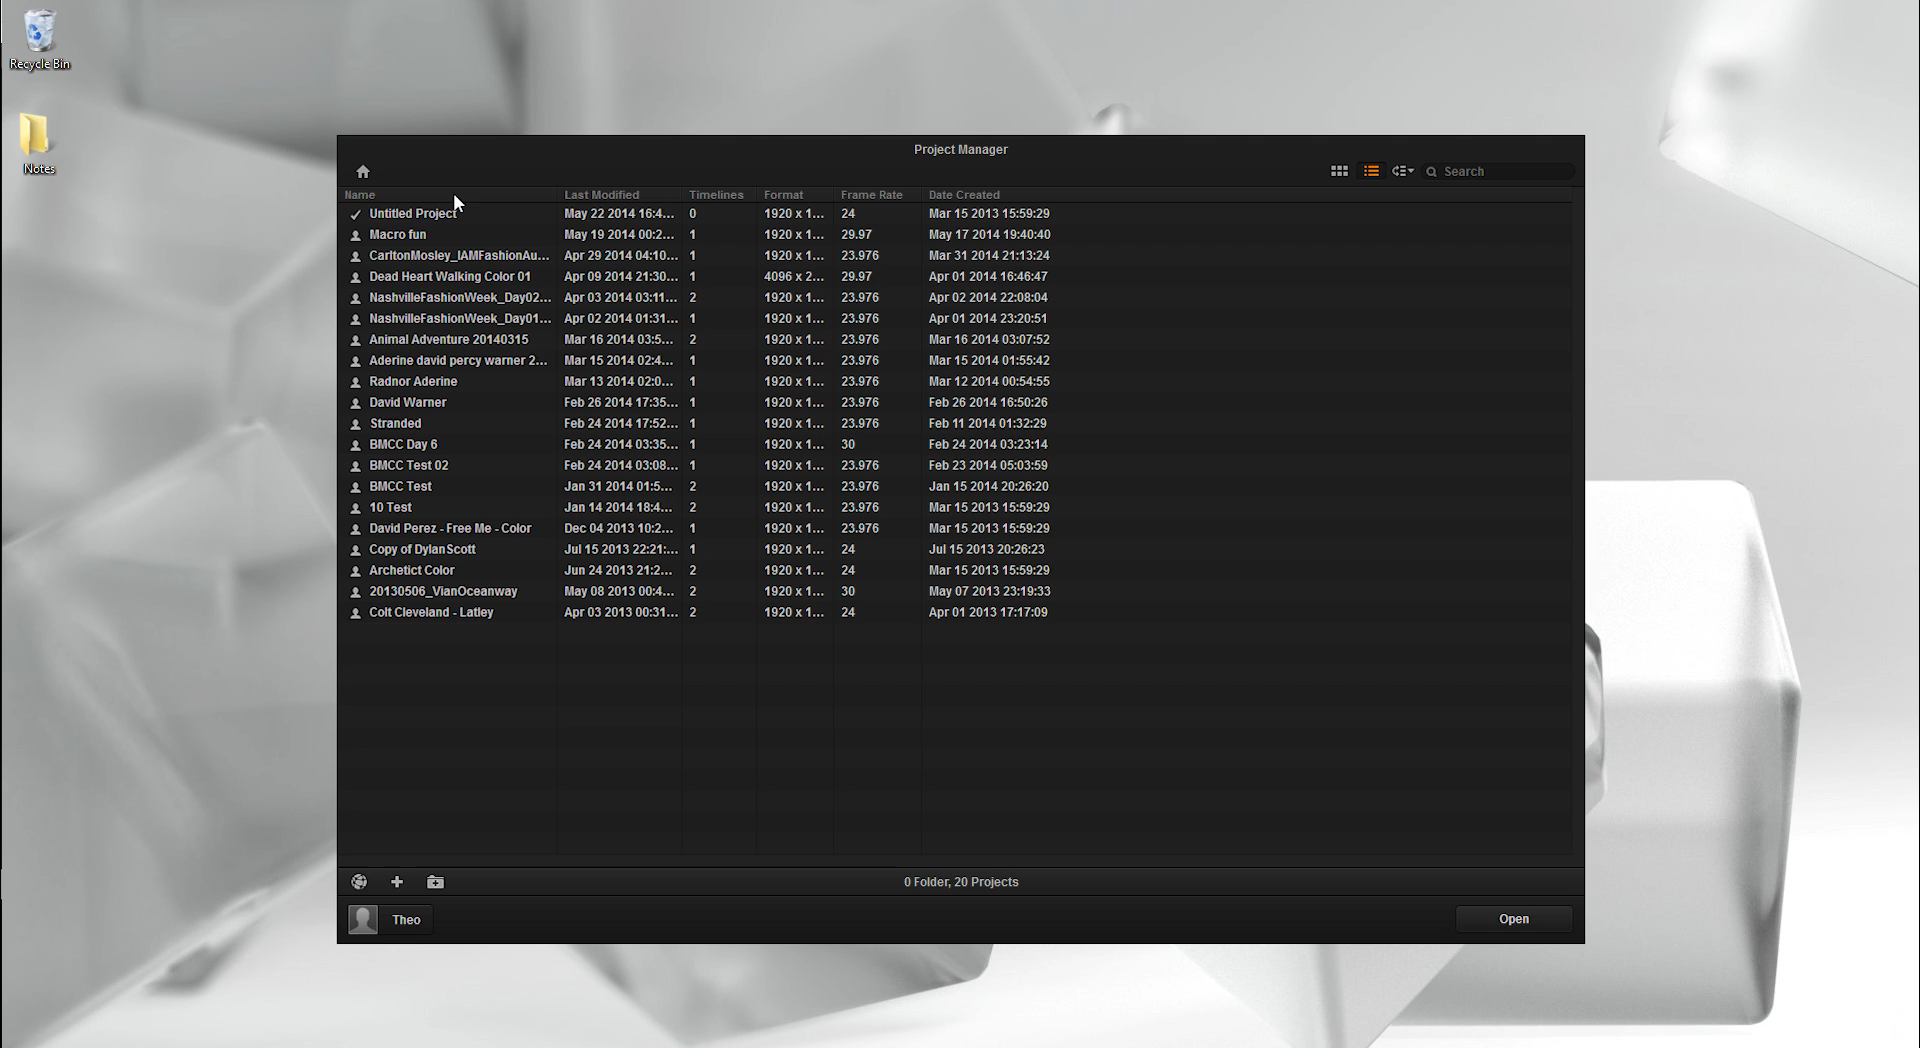 Recycle Bin
Notes
Project Manager
Search
Name Last Modified Timelines Format Frame Rate Date Created
Untitled Project May 22 2014 16:4... 0 1920 x 1... 24 Mar 15 2013 15:59:29
Macro fun May 19 2014 00:2... 1 1920 x 1... 29.97 May 17 2014 19:40:40
CarltonMosley_IAMFashionAu... Apr 29 2014 04:10... 1 1920 x 1... 23.976 Mar 31 2014 21:13:24
Dead Heart Walking Color 01 Apr 09 2014 21:30... 1 4096 x 2... 29.97 Apr 01 2014 16:46:47
NashvilleFashionWeek_Day02... Apr 03 2014 03:11... 2 1920 x 1... 23.976 Apr 02 2014 22:08:04
NashvilleFashionWeek_Day01... Apr 02 2014 01:31... 1 1920 x 1... 23.976 Apr 01 2014 23:20:51
Animal Adventure 20140315 Mar 16 2014 03:5... 2 1920 x 1... 23.976 Mar 16 2014 03:07:52
Aderine david percy warner 2... Mar 15 2014 02:4... 1 1920 x 1... 23.976 Mar 15 2014 01:55:42
Radnor Aderine Mar 13 2014 02:0... 1 1920 x 1... 23.976 Mar 12 2014 00:54:55
David Warner Feb 26 2014 17:35... 1 1920 x 1... 23.976 Feb 26 2014 16:50:26
Stranded Feb 24 2014 17:52... 1 1920 x 1... 23.976 Feb 11 2014 01:32:29
BMCC Day 6 Feb 24 2014 03:35... 1 1920 x 1... 30 Feb 24 2014 03:23:14
BMCC Test 02 Feb 24 2014 03:08... 1 1920 x 1... 23.976 Feb 23 2014 05:03:59
BMCC Test Jan 31 2014 01:5... 2 1920 x 1... 23.976 Jan 15 2014 20:26:20
10 Test Jan 14 2014 18:4... 2 1920 x 1... 23.976 Mar 15 2013 15:59:29
David Perez - Free Me - Color Dec 04 2013 10:2... 1 1920 x 1... 23.976 Mar 15 2013 15:59:29
Copy of DylanScott Jul 15 2013 22:21:... 1 1920 x 1... 24 Jul 15 2013 20:26:23
Archetict Color Jun 24 2013 21:2... 2 1920 x 1... 24 Mar 15 2013 15:59:29
20130506_VianOceanway May 08 2013 00:4... 2 1920 x 1... 30 May 07 2013 23:19:33
Colt Cleveland - Latley Apr 03 2013 00:31... 2 1920 x 1... 24 Apr 01 2013 17:17:09
0 Folder, 20 Projects
Theo
Open